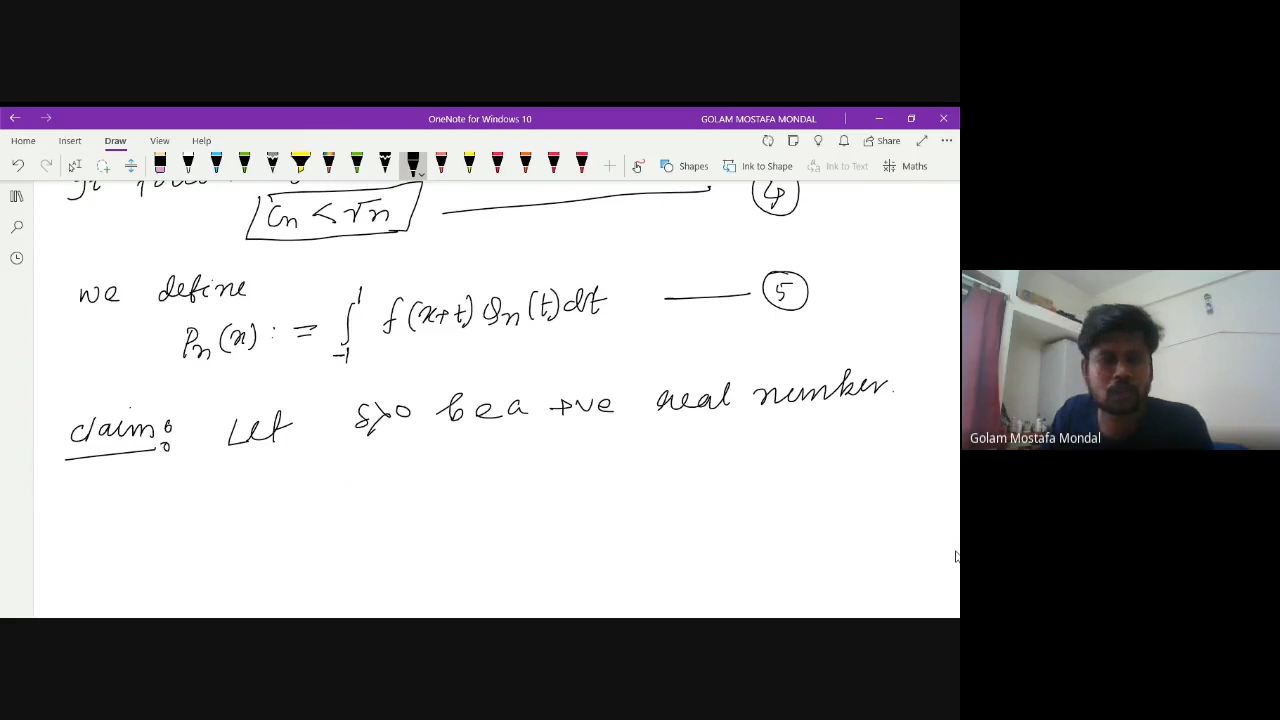 OneNote for Windows 10
GOLAM MOSTAFA MONDAL
Home Insert Draw View Help
Share
Shapes Ink to Shape Ink to Text Maths
Cn < √n ④
we define
Pn(x) := ∫_{-1}^{1} f(x+t) Qn(t) dt ⑤
claim: Let δ>0 be a +ve real number.
Golam Mostafa Mondal